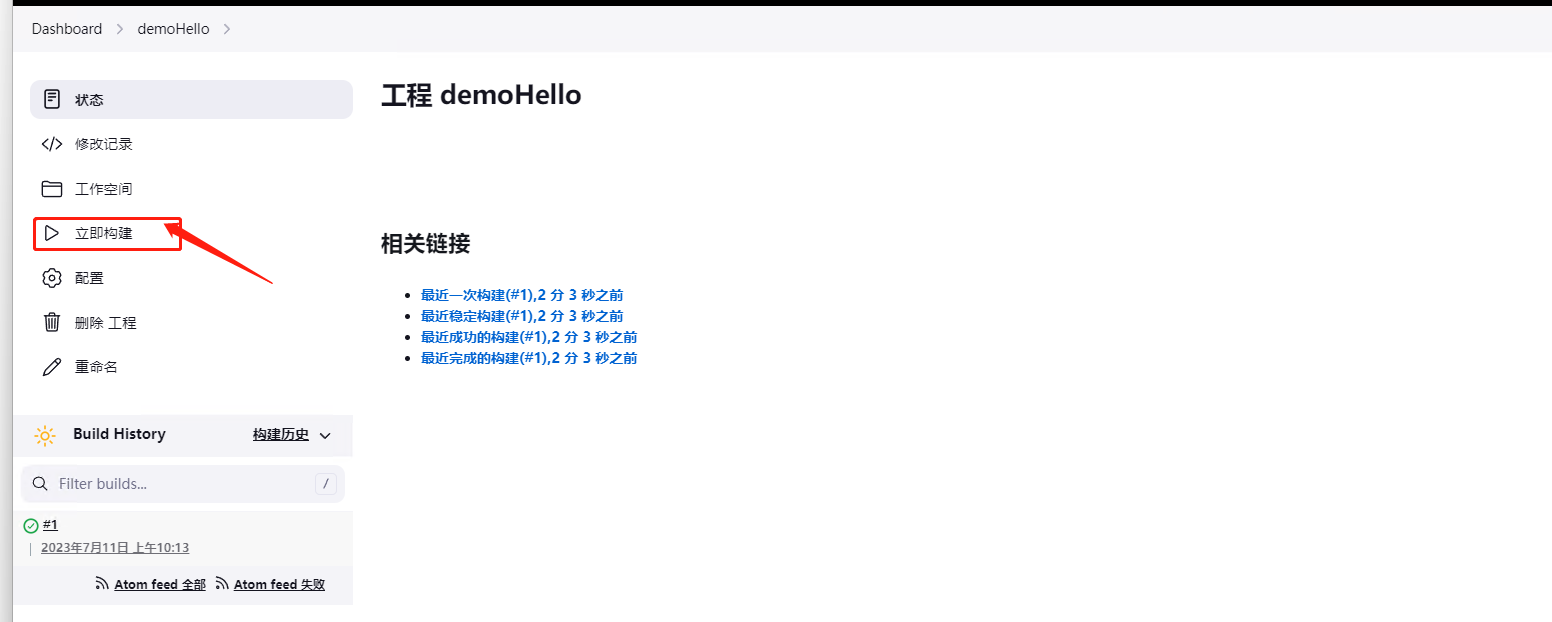 Dashboard > demoHello >
状态
修改记录
工作空间
立即构建
配置
删除 工程
重命名
Build History 构建历史
Filter builds... /
#1
2023年7月11日 上午10:13
Atom feed 全部 Atom feed 失败
工程 demoHello
相关链接
最近一次构建(#1),2 分 3 秒之前
最近稳定构建(#1),2 分 3 秒之前
最近成功的构建(#1),2 分 3 秒之前
最近完成的构建(#1),2 分 3 秒之前